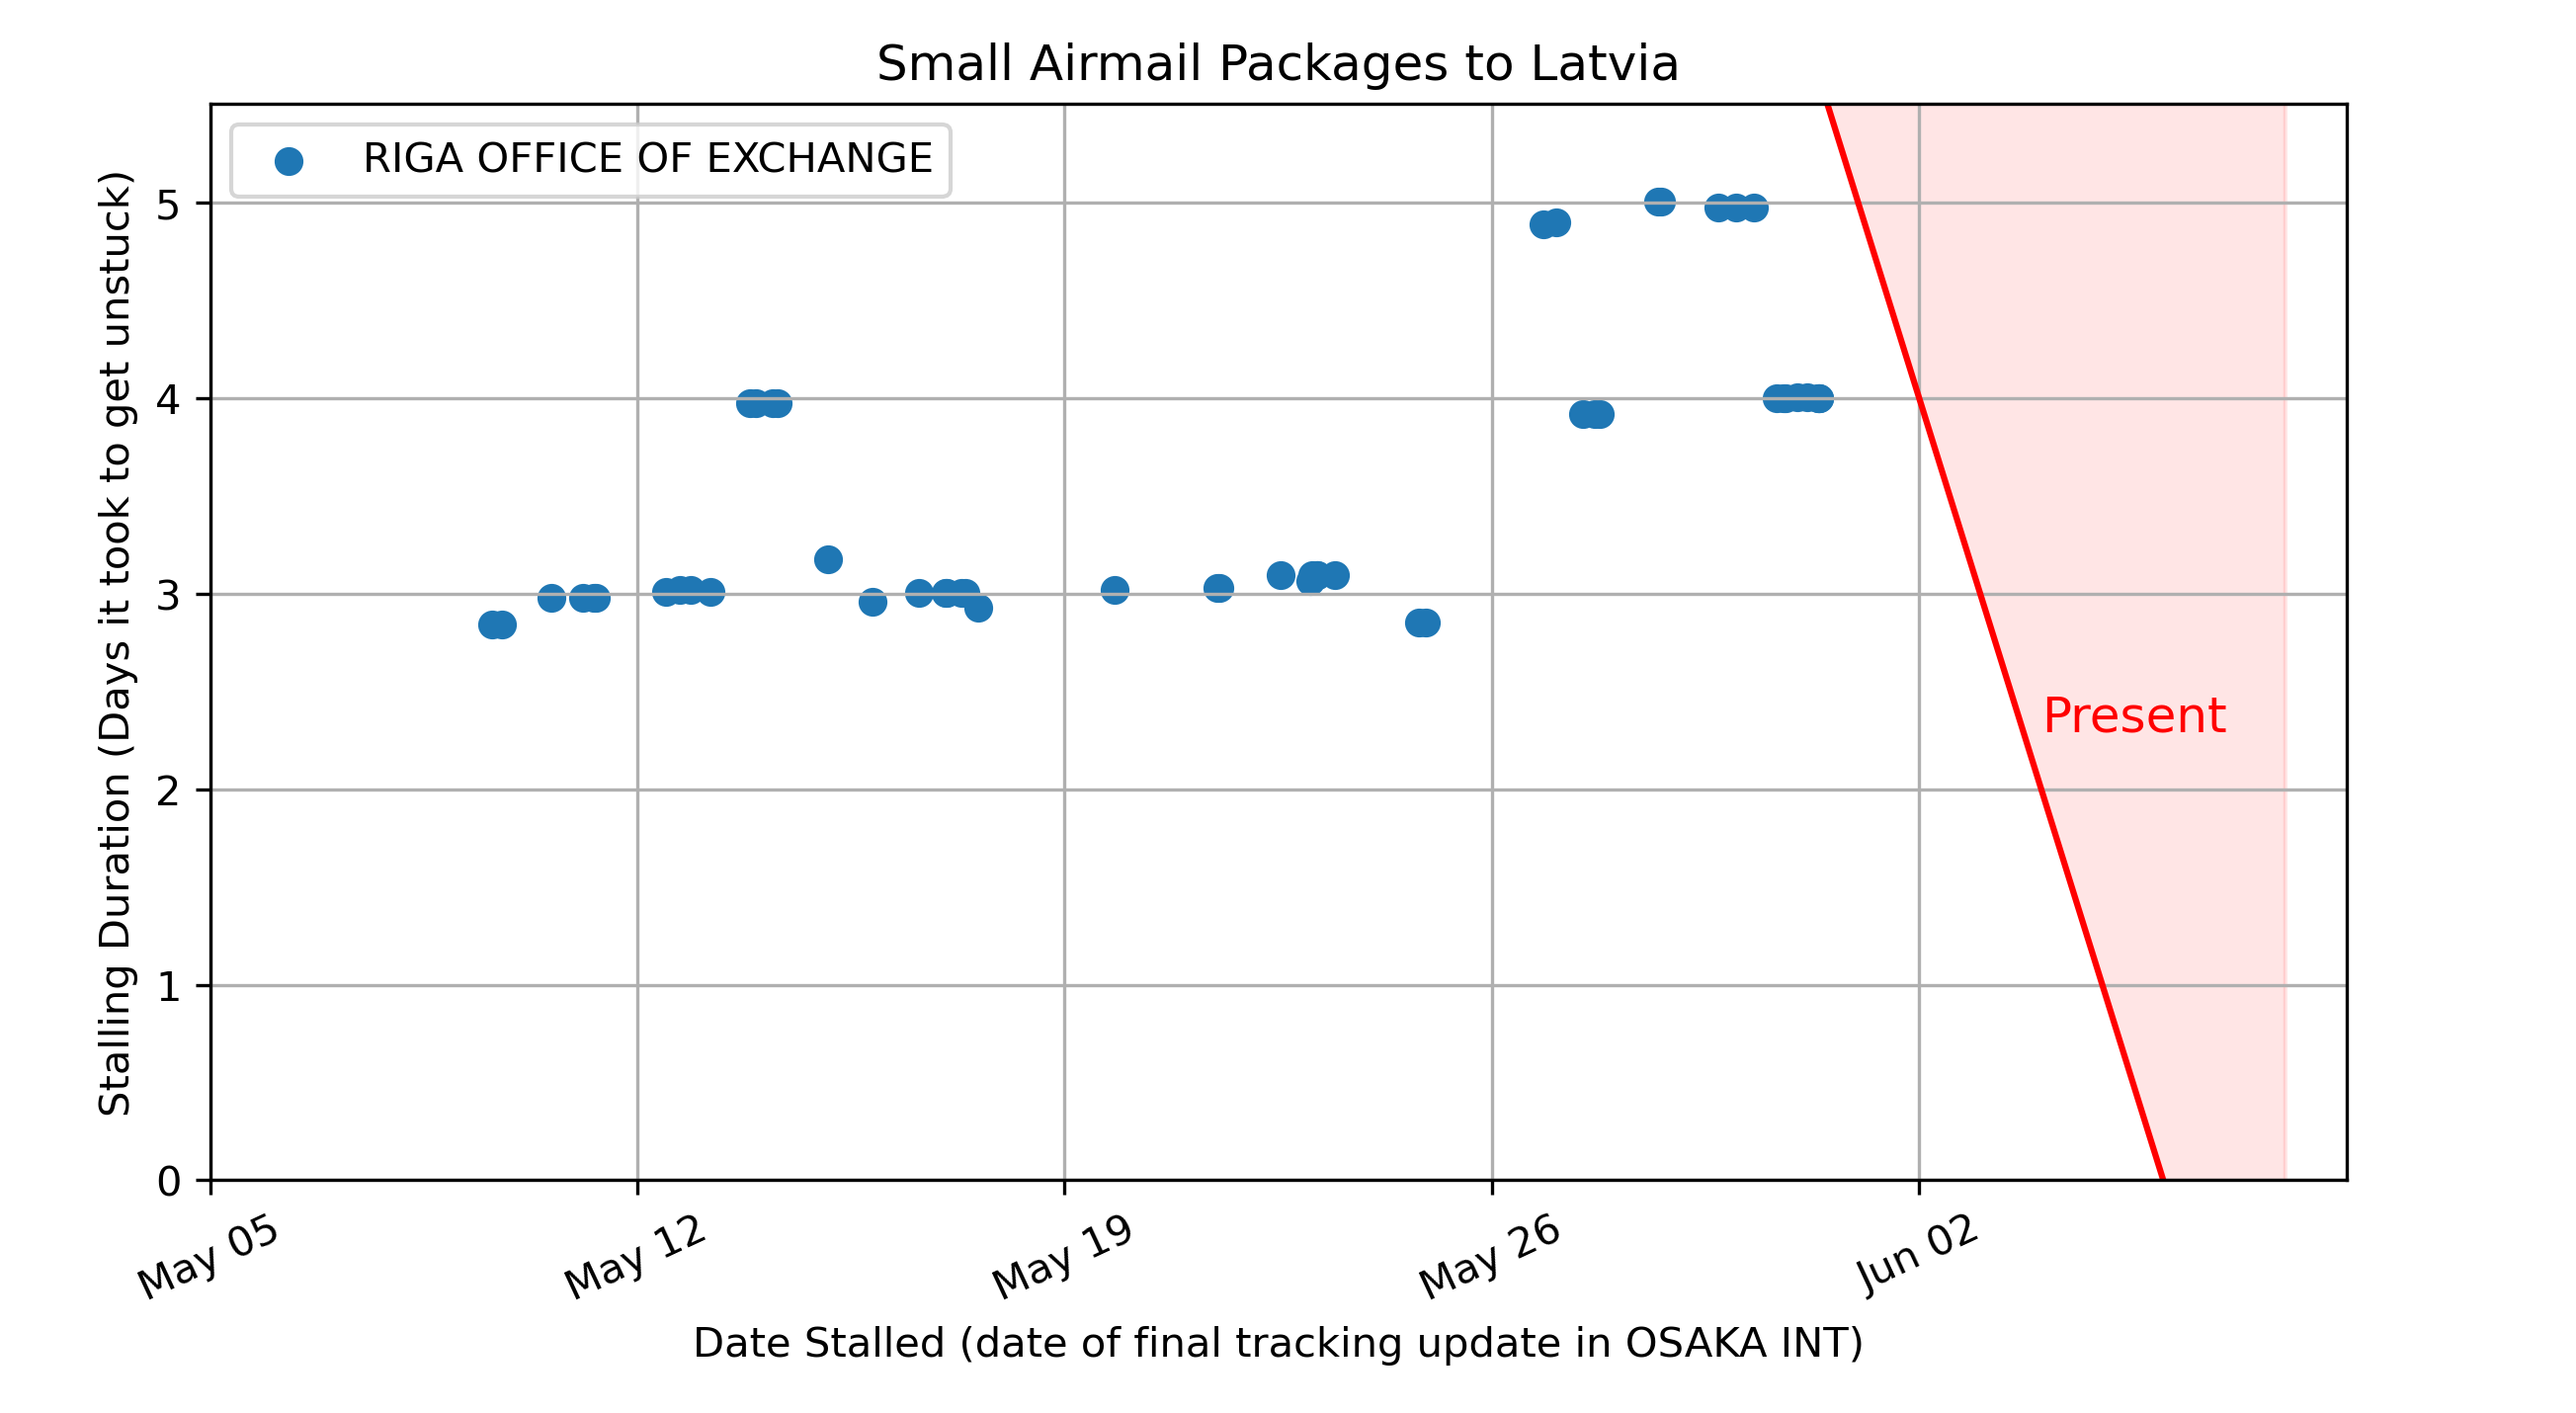 Small Airmail Packages to Latvia
RIGA OFFICE OF EXCHANGE
Stalling Duration (Days it took to get unstuck)
5
4
3
2
1
0
Present
May 05
May 12
May 19
May 26
Jun 02
Date Stalled (date of final tracking update in OSAKA INT)